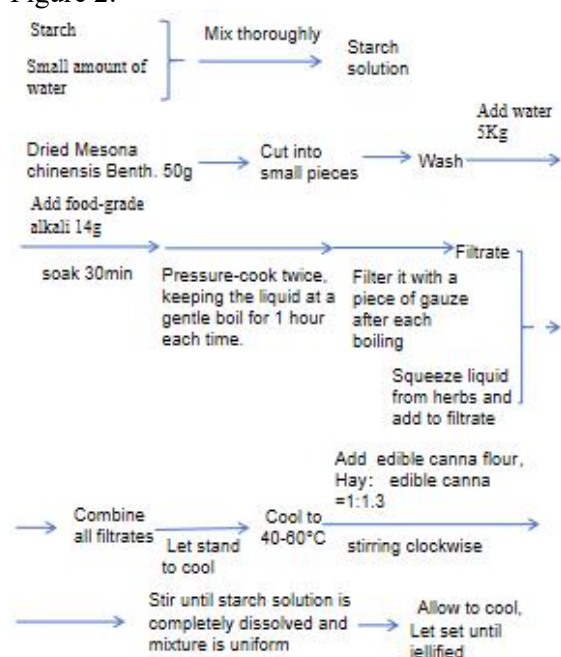 Figure 2.
Starch
Small amount of
water
Mix thoroughly
Starch
solution
Dried Mesona
chinensis Benth. 50g
Cut into
small pieces
Wash
Add water
5Kg
Add food-grade
alkali 14g
soak 30min
Pressure-cook twice,
keeping the liquid at a
gentle boil for 1 hour
each time.
Filter it with a
piece of gauze
after each
boiling
Filtrate
Squeeze liquid
from herbs and
add to filtrate
Combine
all filtrates
Let stand
to cool
Cool to
40-60°C
Add edible canna flour,
Hay: edible canna
=1:1.3
stirring clockwise
Stir until starch solution is
completely dissolved and
mixture is uniform
Allow to cool,
Let set until
jellified